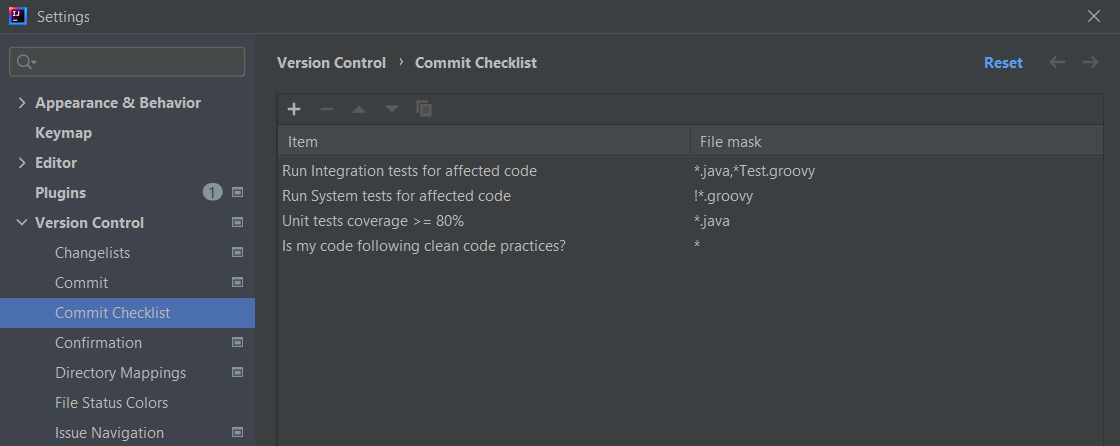 IJ
Settings
Appearance & Behavior
Keymap
Editor
Plugins 1
Version Control
Changelists
Commit
Commit Checklist
Confirmation
Directory Mappings
File Status Colors
Issue Navigation
Version Control › Commit Checklist
Reset
Item File mask
Run Integration tests for affected code *.java,*Test.groovy
Run System tests for affected code !*.groovy
Unit tests coverage >= 80% *.java
Is my code following clean code practices? *